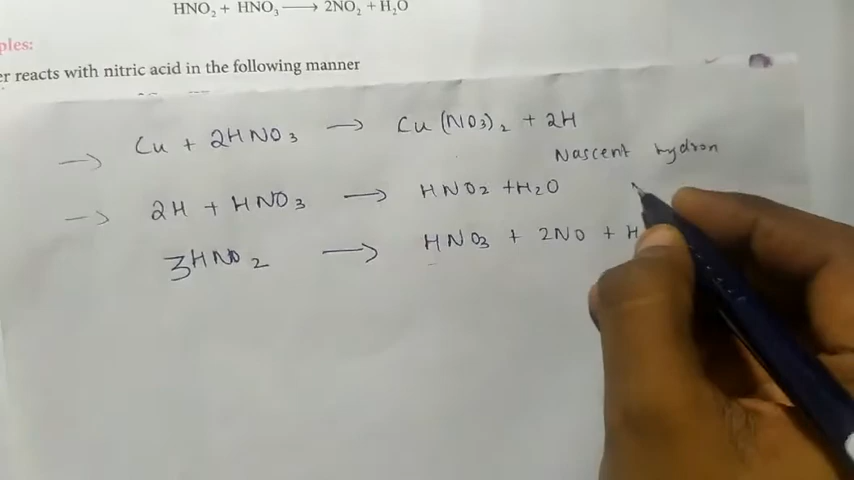 HNO₂ + HNO₃ ⟶ 2NO₂ + H₂O
ples:
er reacts with nitric acid in the following manner
→ Cu + 2HNO₃ → Cu(NO₃)₂ + 2H
Nascent hydron
→ 2H + HNO₃ → HNO₂ + H₂O
3HNO₂ → HNO₃ + 2NO + H